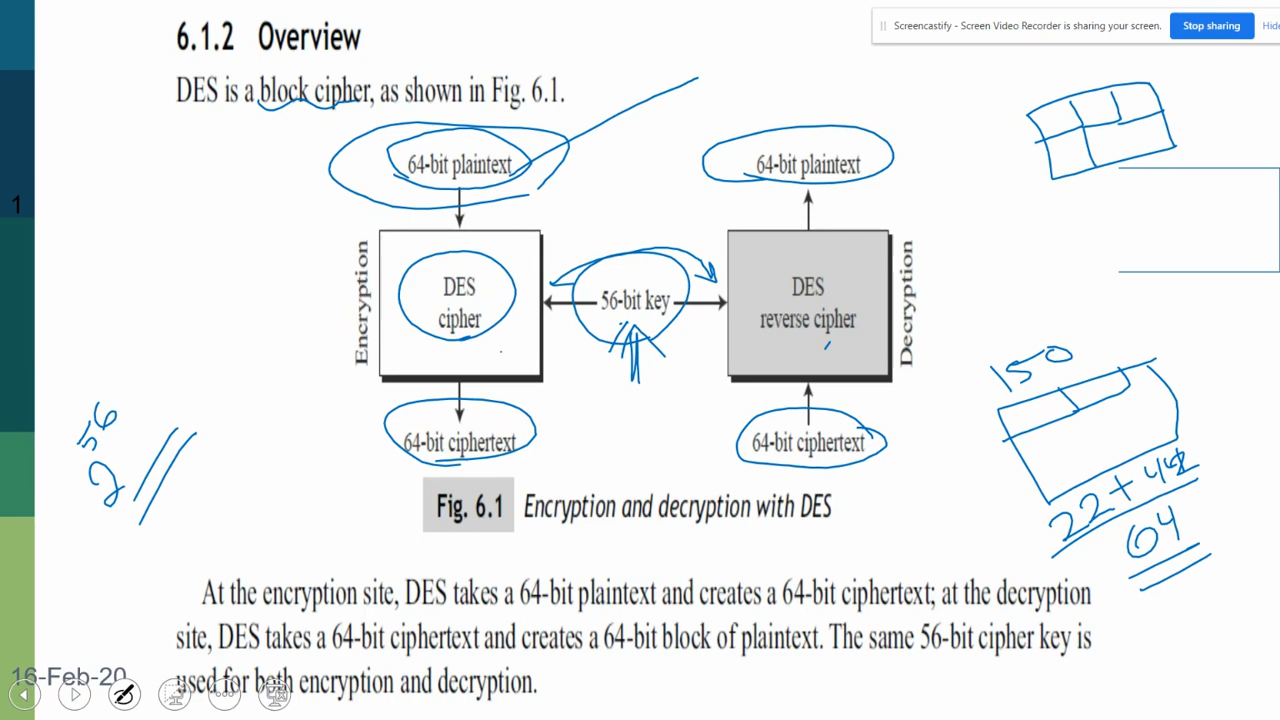 Screencastify - Screen Video Recorder is sharing your screen. Stop sharing Hide
6.1.2 Overview
DES is a block cipher, as shown in Fig. 6.1.
64-bit plaintext
64-bit plaintext
1
Encryption
DES
cipher
56-bit key
DES
reverse cipher
Decryption
150
56
2
64-bit ciphertext
64-bit ciphertext
22+42
64
Fig. 6.1 Encryption and decryption with DES
At the encryption site, DES takes a 64-bit plaintext and creates a 64-bit ciphertext; at the decryption
site, DES takes a 64-bit ciphertext and creates a 64-bit block of plaintext. The same 56-bit cipher key is
used for both encryption and decryption.
16-Feb-20